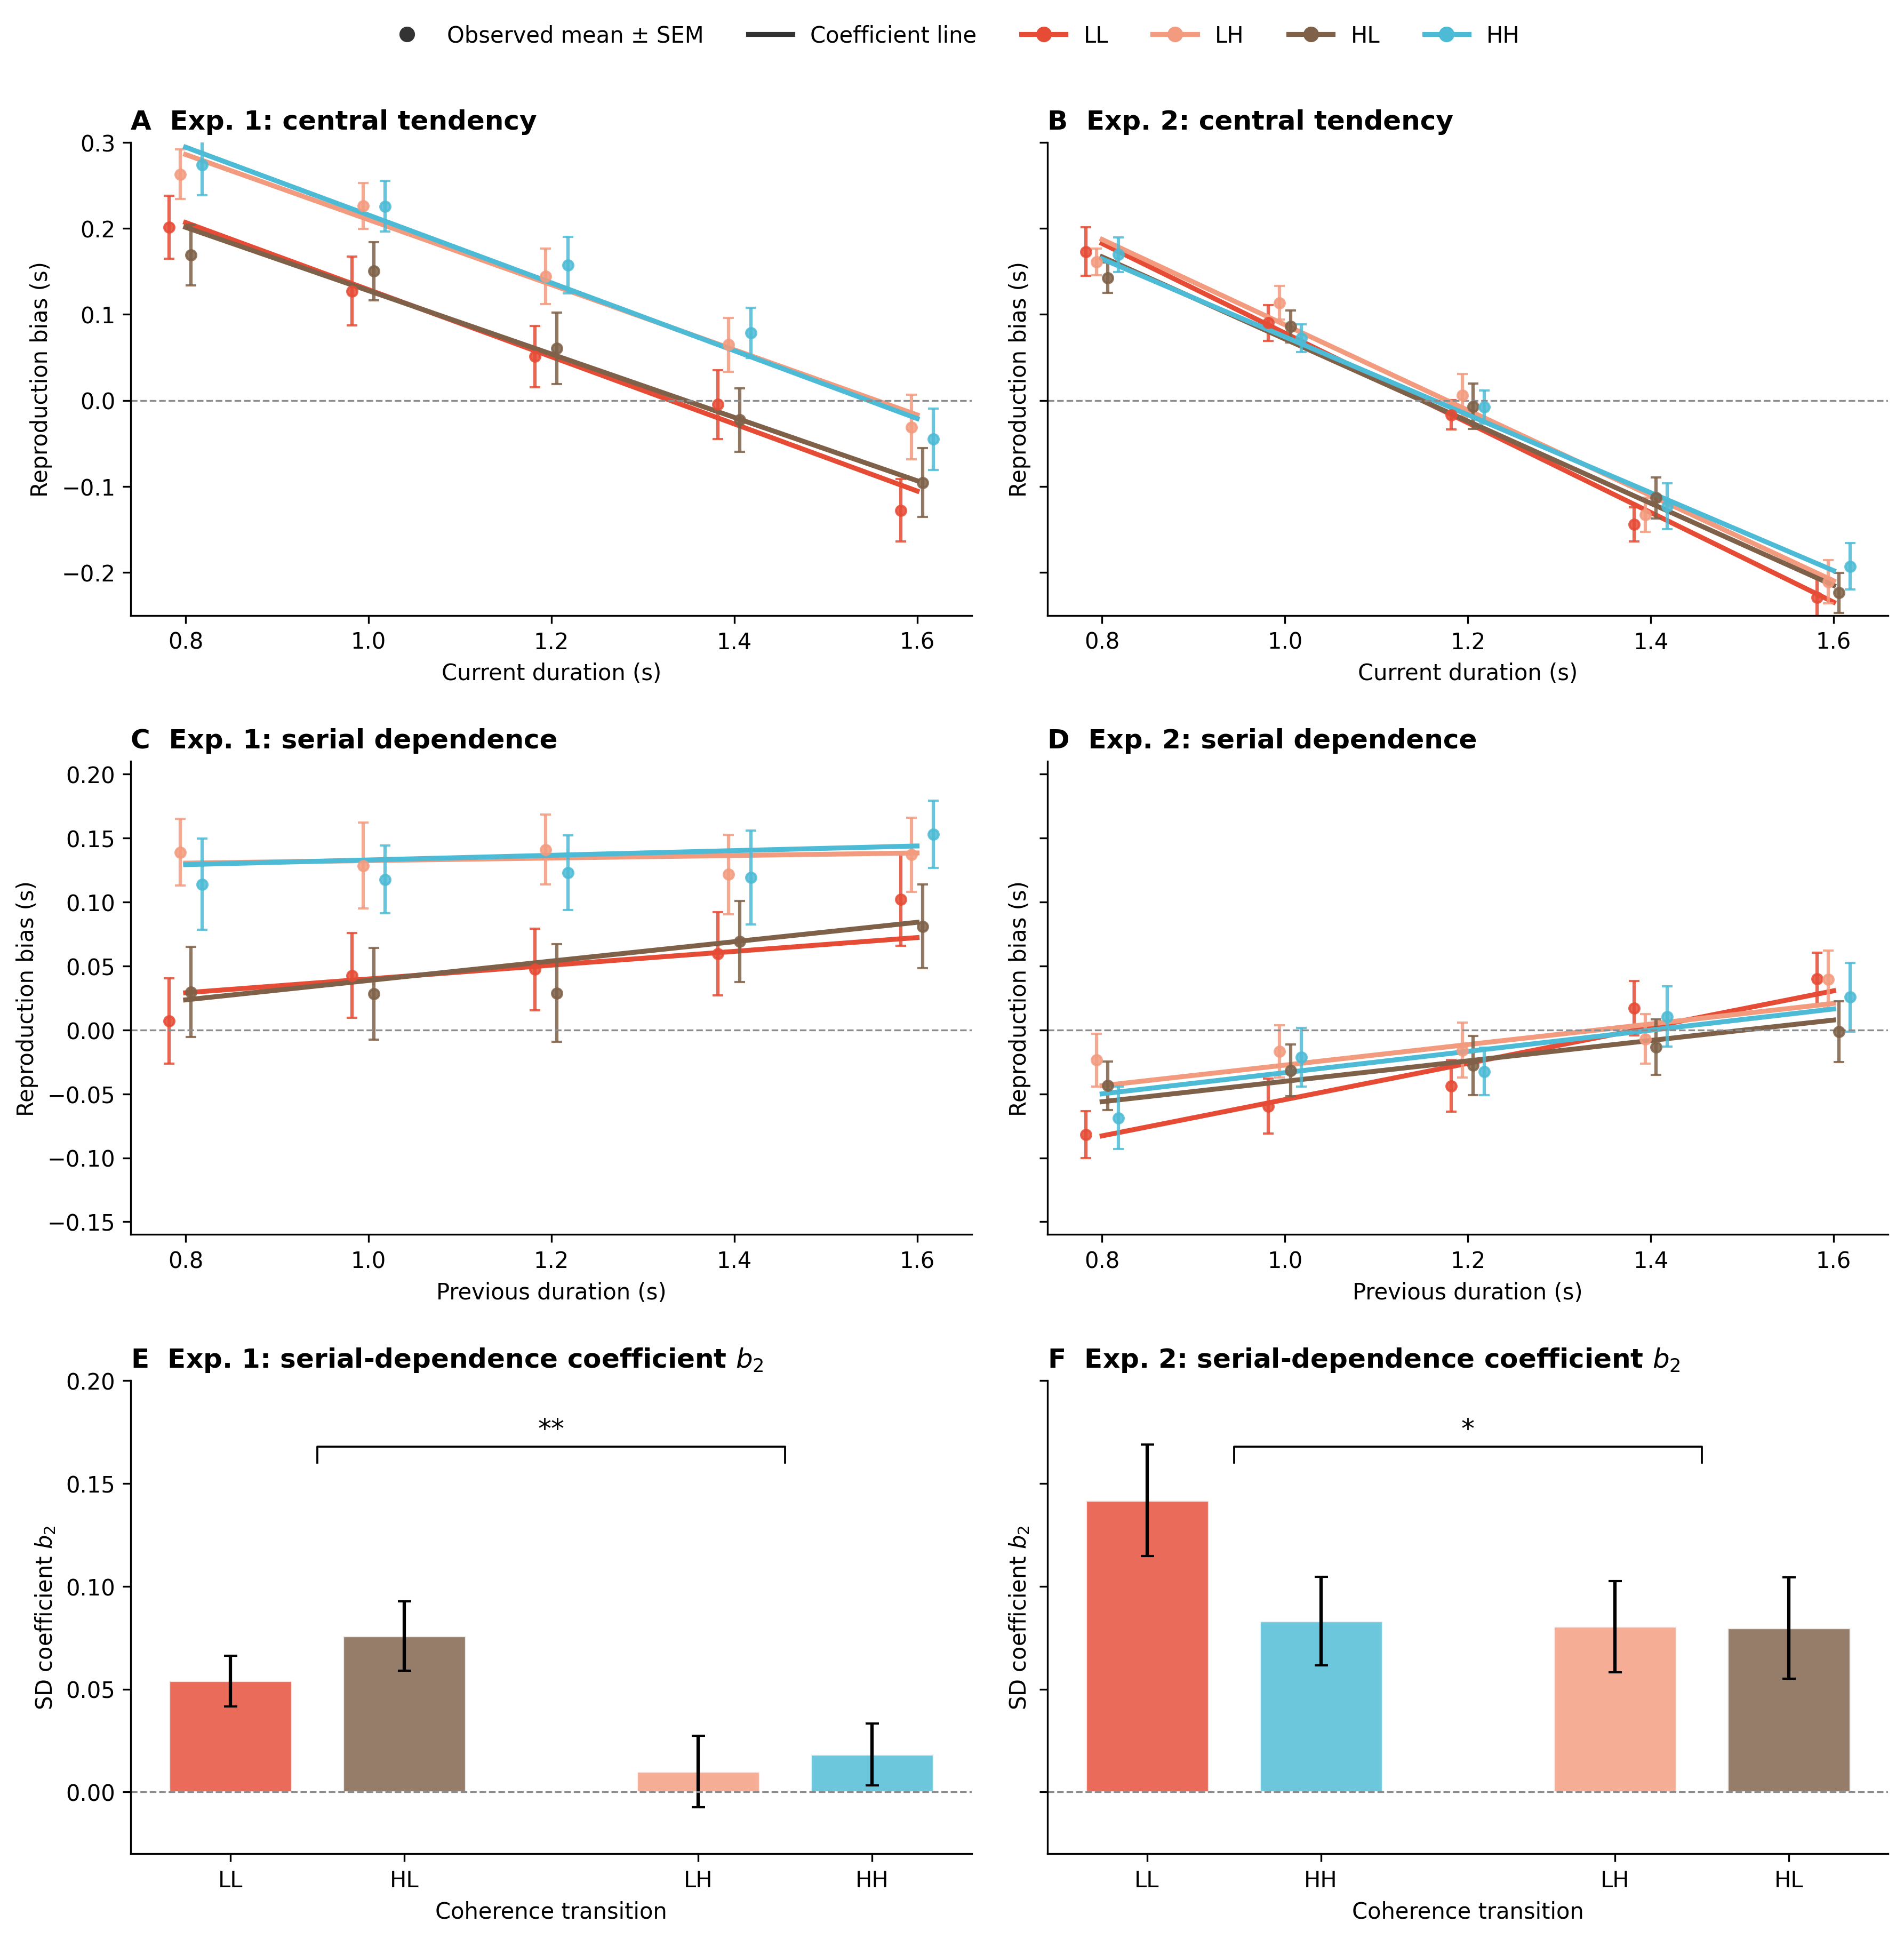 Observed mean ± SEM
Coefficient line
LL
LH
HL
HH
A Exp. 1: central tendency
0.3
0.2
0.1
0.0
−0.1
−0.2
Reproduction bias (s)
0.8 1.0 1.2 1.4 1.6
Current duration (s)
B Exp. 2: central tendency
Reproduction bias (s)
0.8 1.0 1.2 1.4 1.6
Current duration (s)
C Exp. 1: serial dependence
0.20
0.15
0.10
0.05
0.00
−0.05
−0.10
−0.15
Reproduction bias (s)
0.8 1.0 1.2 1.4 1.6
Previous duration (s)
D Exp. 2: serial dependence
Reproduction bias (s)
0.8 1.0 1.2 1.4 1.6
Previous duration (s)
E Exp. 1: serial-dependence coefficient b₂
0.20
0.15
0.10
0.05
0.00
SD coefficient b₂
**
LL HL LH HH
Coherence transition
F Exp. 2: serial-dependence coefficient b₂
SD coefficient b₂
*
LL HH LH HL
Coherence transition